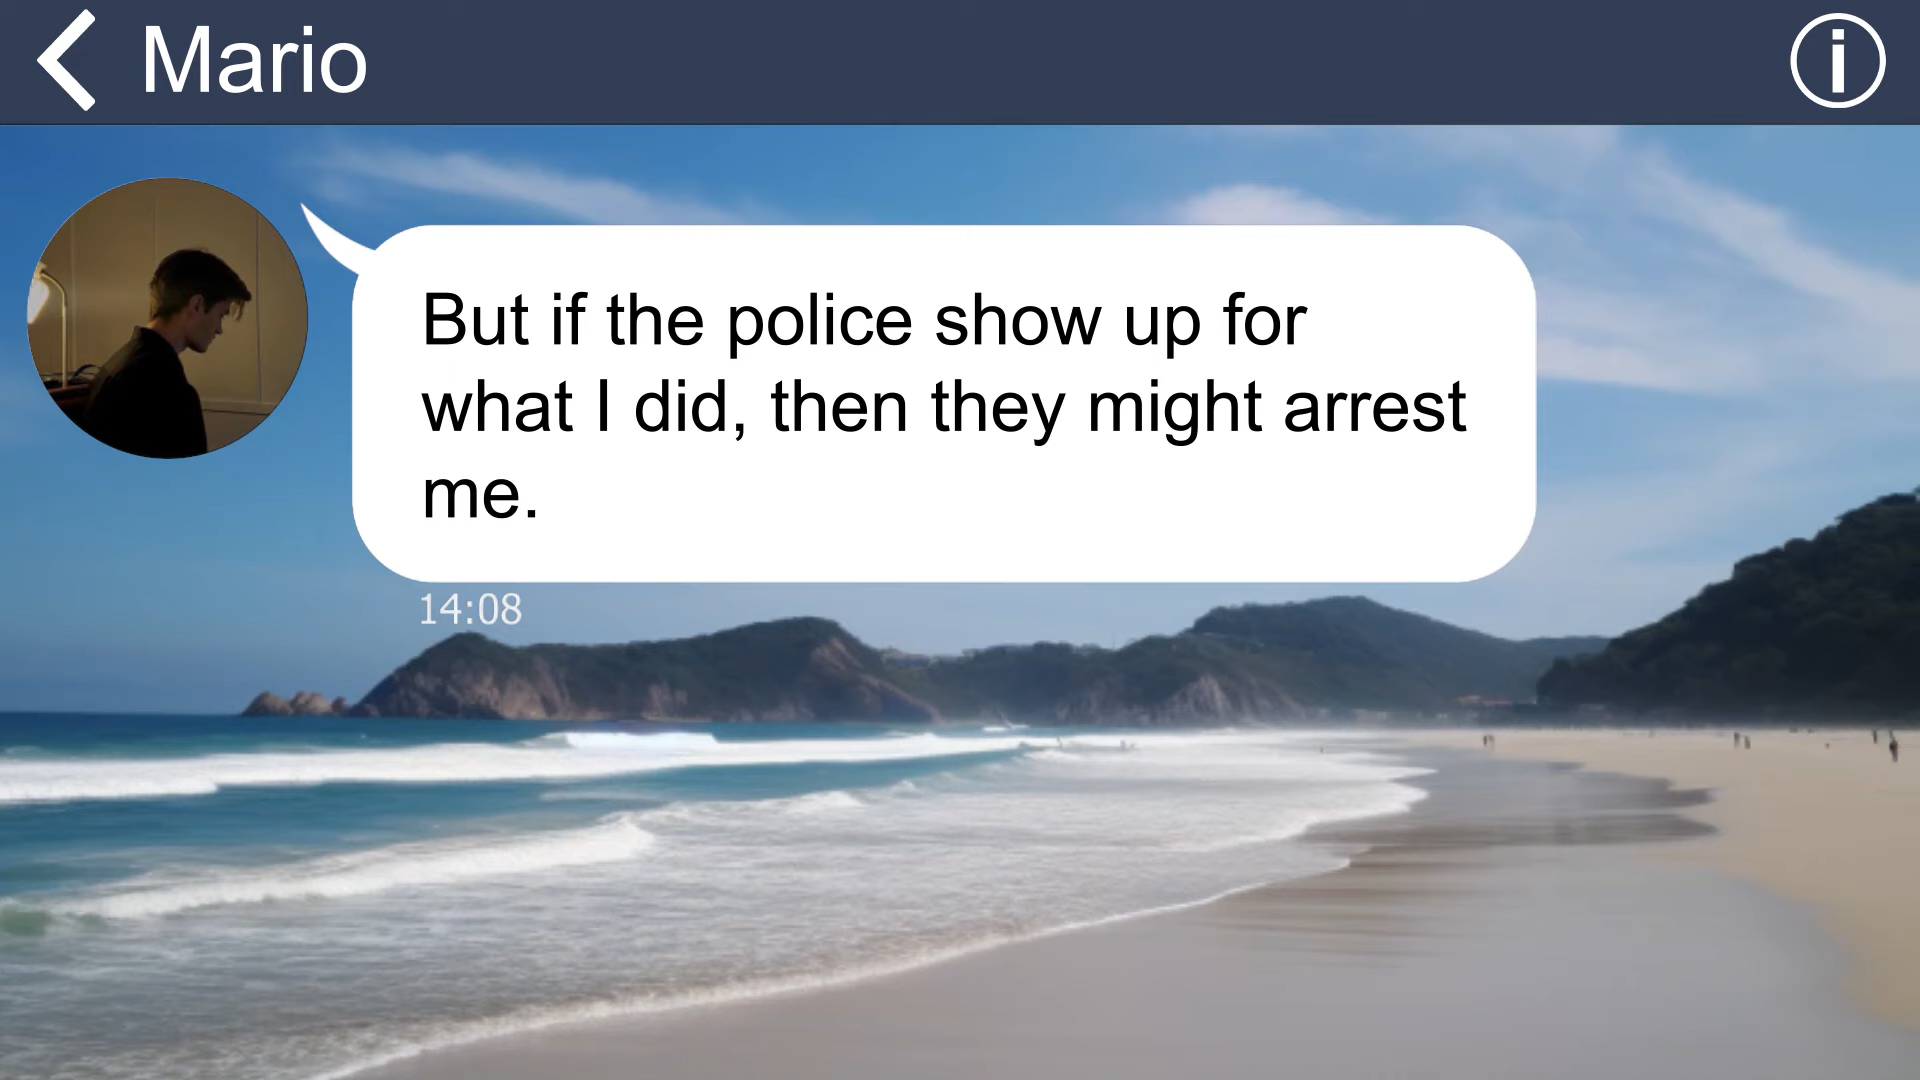 Mario
But if the police show up for
what I did, then they might arrest
me.
14:08